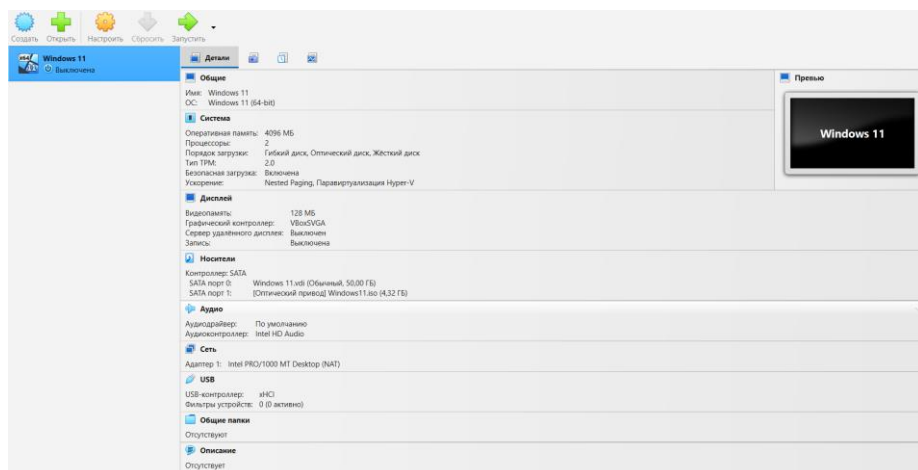 Создать Открыть Настроить Сбросить Запустить
Windows 11
Выключена
Детали
Общие
Имя: Windows 11
ОС: Windows 11 (64-bit)
Система
Оперативная память: 4096 МБ
Процессоры: 2
Порядок загрузки: Гибкий диск, Оптический диск, Жёсткий диск
Тип TPM: 2.0
Безопасная загрузка: Включена
Ускорение: Nested Paging, Паравиртуализация Hyper-V
Превью
Windows 11
Дисплей
Видеопамять: 128 МБ
Графический контроллер: VBoxSVGA
Сервер удалённого дисплея: Выключен
Запись: Выключена
Носители
Контроллер: SATA
SATA порт 0: Windows 11.vdi (Обычный, 50,00 ГБ)
SATA порт 1: [Оптический привод] Windows11.iso (4,32 ГБ)
Аудио
Аудиодрайвер: По умолчанию
Аудиоконтроллер: Intel HD Audio
Сеть
Адаптер 1: Intel PRO/1000 MT Desktop (NAT)
USB
USB-контроллер: xHCI
Фильтры устройств: 0 (0 активно)
Общие папки
Отсутствуют
Описание
Отсутствует